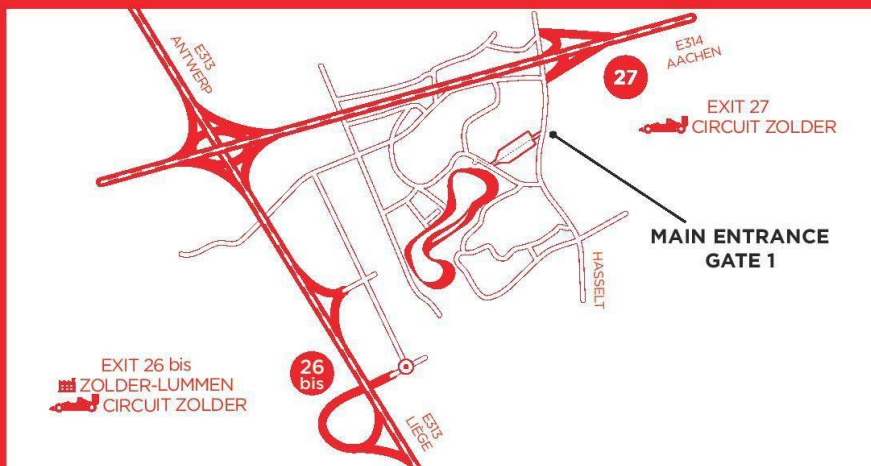 E313
ANTWERP
E314
AACHEN
27
EXIT 27
CIRCUIT ZOLDER
MAIN ENTRANCE
GATE 1
HASSELT
EXIT 26 bis
ZOLDER-LUMMEN
CIRCUIT ZOLDER
26
bis
E313
LIÈGE